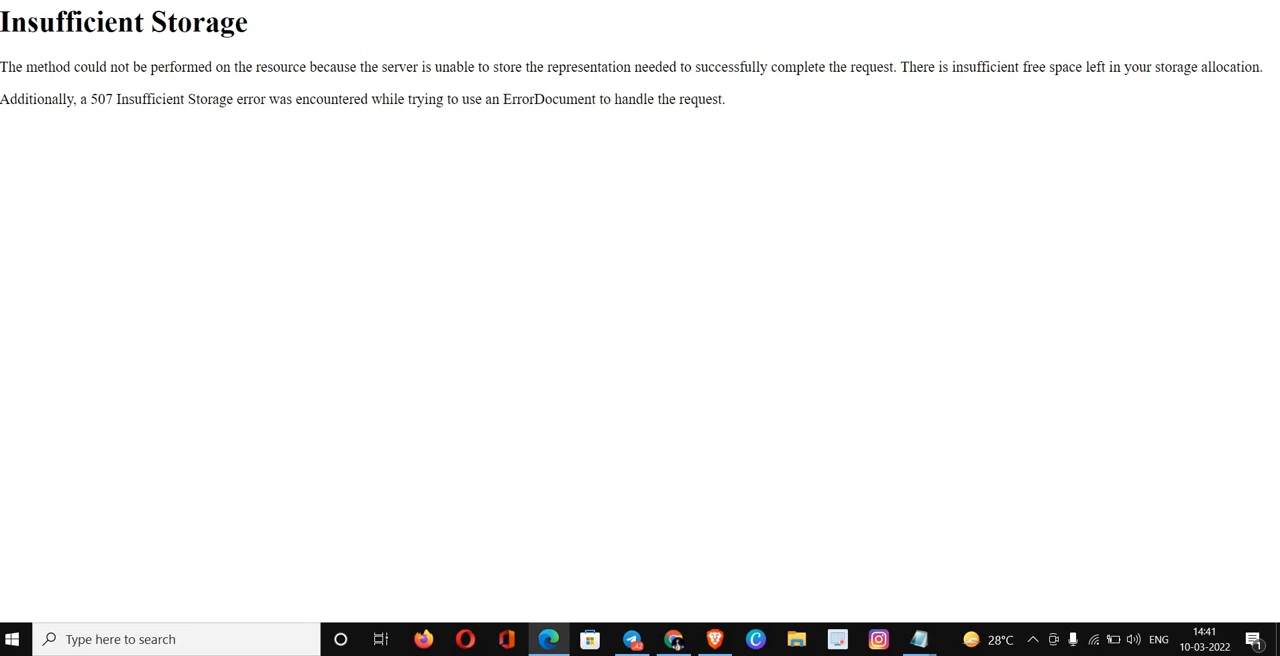 Insufficient Storage
The method could not be performed on the resource because the server is unable to store the representation needed to successfully complete the request. There is insufficient free space left in your storage allocation.
Additionally, a 507 Insufficient Storage error was encountered while trying to use an ErrorDocument to handle the request.
Type here to search
28°C
ENG
14:41
10-03-2022
1